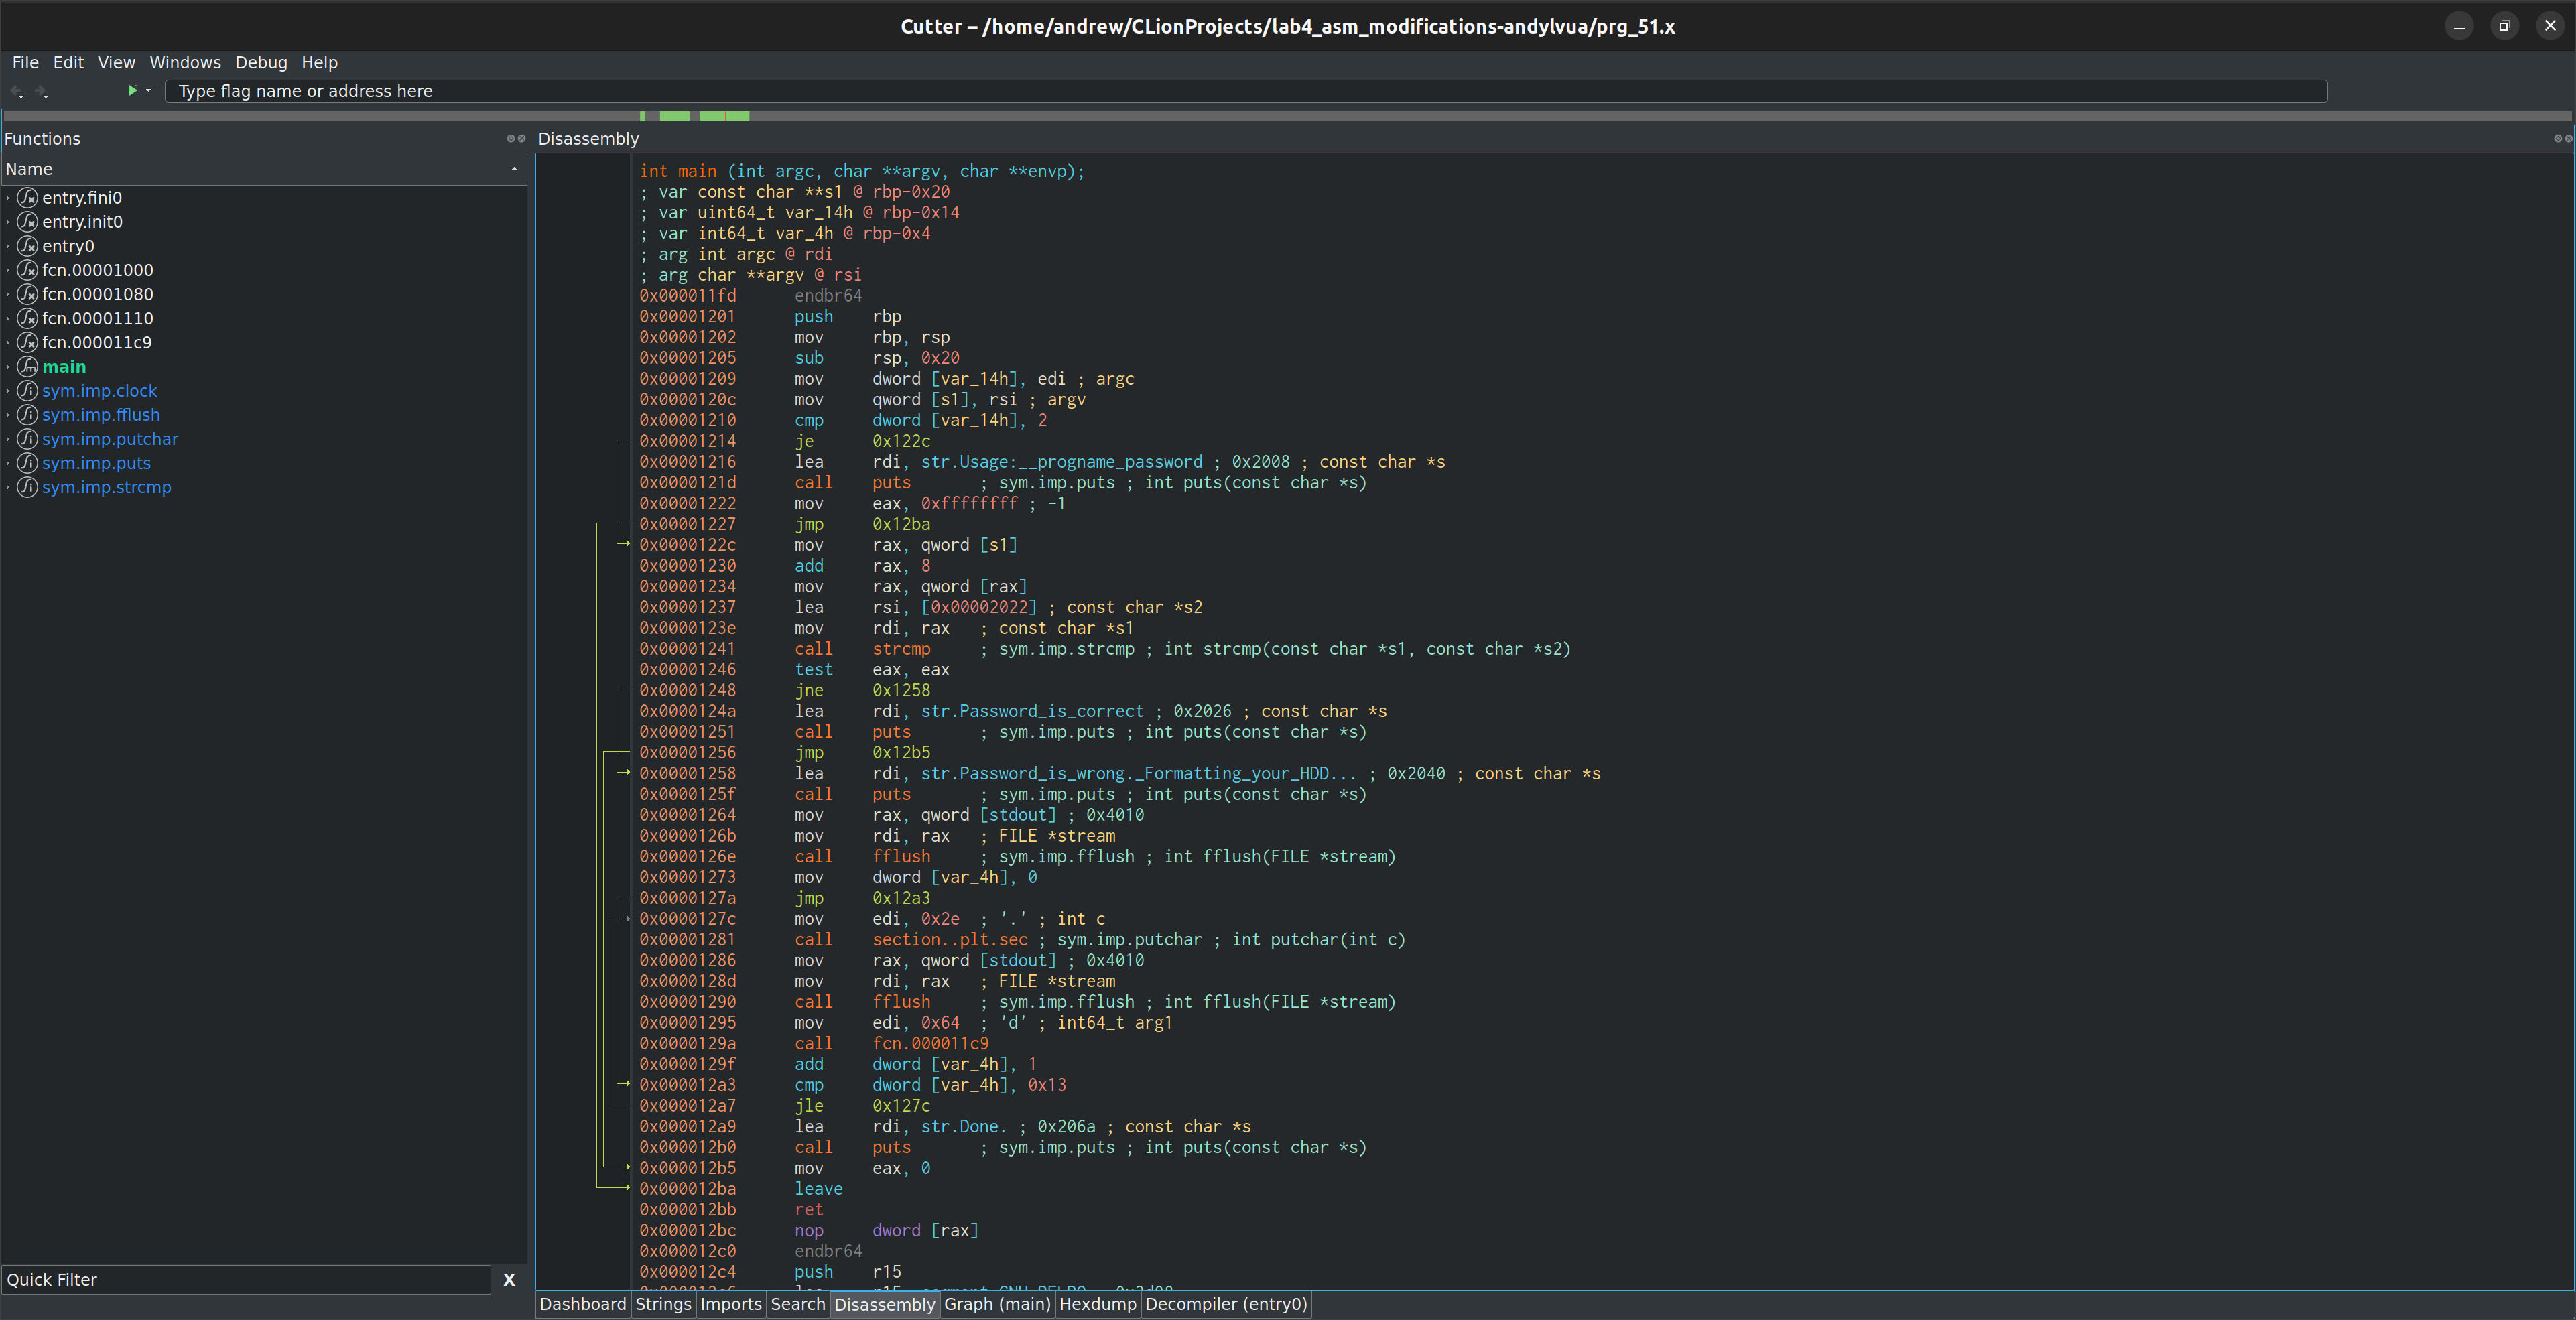 Cutter – /home/andrew/CLionProjects/lab4_asm_modifications-andylvua/prg_51.x
File Edit View Windows Debug Help
Type flag name or address here
Functions
Name
entry.fini0
entry.init0
entry0
fcn.00001000
fcn.00001080
fcn.00001110
fcn.000011c9
main
sym.imp.clock
sym.imp.fflush
sym.imp.putchar
sym.imp.puts
sym.imp.strcmp
Quick Filter X
Disassembly
int main (int argc, char **argv, char **envp);
; var const char **s1 @ rbp-0x20
; var uint64_t var_14h @ rbp-0x14
; var int64_t var_4h @ rbp-0x4
; arg int argc @ rdi
; arg char **argv @ rsi
0x000011fd endbr64
0x00001201 push rbp
0x00001202 mov rbp, rsp
0x00001205 sub rsp, 0x20
0x00001209 mov dword [var_14h], edi ; argc
0x0000120c mov qword [s1], rsi ; argv
0x00001210 cmp dword [var_14h], 2
0x00001214 je 0x122c
0x00001216 lea rdi, str.Usage:__progname_password ; 0x2008 ; const char *s
0x0000121d call puts ; sym.imp.puts ; int puts(const char *s)
0x00001222 mov eax, 0xffffffff ; -1
0x00001227 jmp 0x12ba
0x0000122c mov rax, qword [s1]
0x00001230 add rax, 8
0x00001234 mov rax, qword [rax]
0x00001237 lea rsi, [0x00002022] ; const char *s2
0x0000123e mov rdi, rax ; const char *s1
0x00001241 call strcmp ; sym.imp.strcmp ; int strcmp(const char *s1, const char *s2)
0x00001246 test eax, eax
0x00001248 jne 0x1258
0x0000124a lea rdi, str.Password_is_correct ; 0x2026 ; const char *s
0x00001251 call puts ; sym.imp.puts ; int puts(const char *s)
0x00001256 jmp 0x12b5
0x00001258 lea rdi, str.Password_is_wrong._Formatting_your_HDD... ; 0x2040 ; const char *s
0x0000125f call puts ; sym.imp.puts ; int puts(const char *s)
0x00001264 mov rax, qword [stdout] ; 0x4010
0x0000126b mov rdi, rax ; FILE *stream
0x0000126e call fflush ; sym.imp.fflush ; int fflush(FILE *stream)
0x00001273 mov dword [var_4h], 0
0x0000127a jmp 0x12a3
0x0000127c mov edi, 0x2e ; '.' ; int c
0x00001281 call section..plt.sec ; sym.imp.putchar ; int putchar(int c)
0x00001286 mov rax, qword [stdout] ; 0x4010
0x0000128d mov rdi, rax ; FILE *stream
0x00001290 call fflush ; sym.imp.fflush ; int fflush(FILE *stream)
0x00001295 mov edi, 0x64 ; 'd' ; int64_t arg1
0x0000129a call fcn.000011c9
0x0000129f add dword [var_4h], 1
0x000012a3 cmp dword [var_4h], 0x13
0x000012a7 jle 0x127c
0x000012a9 lea rdi, str.Done. ; 0x206a ; const char *s
0x000012b0 call puts ; sym.imp.puts ; int puts(const char *s)
0x000012b5 mov eax, 0
0x000012ba leave
0x000012bb ret
0x000012bc nop dword [rax]
0x000012c0 endbr64
0x000012c4 push r15
Dashboard Strings Imports Search Disassembly Graph (main) Hexdump Decompiler (entry0)